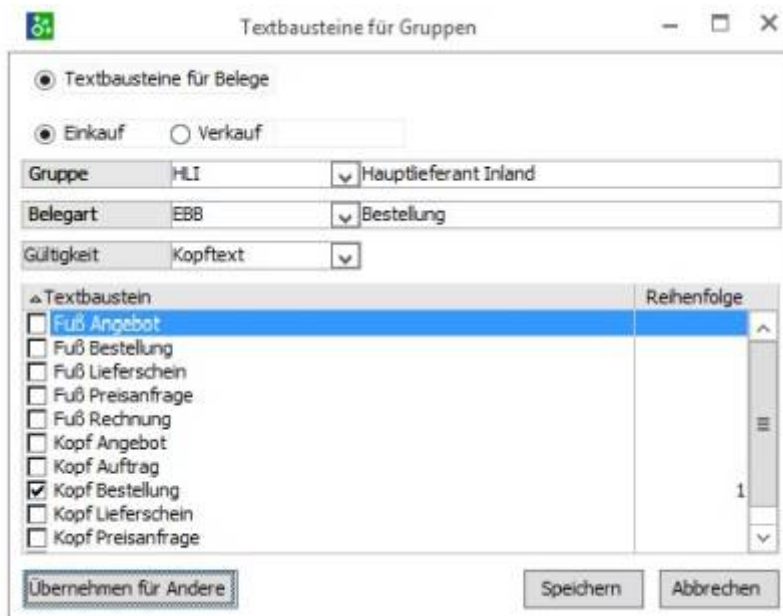 Textbausteine für Gruppen
Textbausteine für Belege
Einkauf Verkauf
Gruppe HLI Hauptlieferant Inland
Belegart EBB Bestellung
Gültigkeit Kopftext
Textbaustein Reihenfolge
Fuß Angebot
Fuß Bestellung
Fuß Lieferschein
Fuß Preisanfrage
Fuß Rechnung
Kopf Angebot
Kopf Auftrag
Kopf Bestellung 1
Kopf Lieferschein
Kopf Preisanfrage
Übernehmen für Andere Speichern Abbrechen